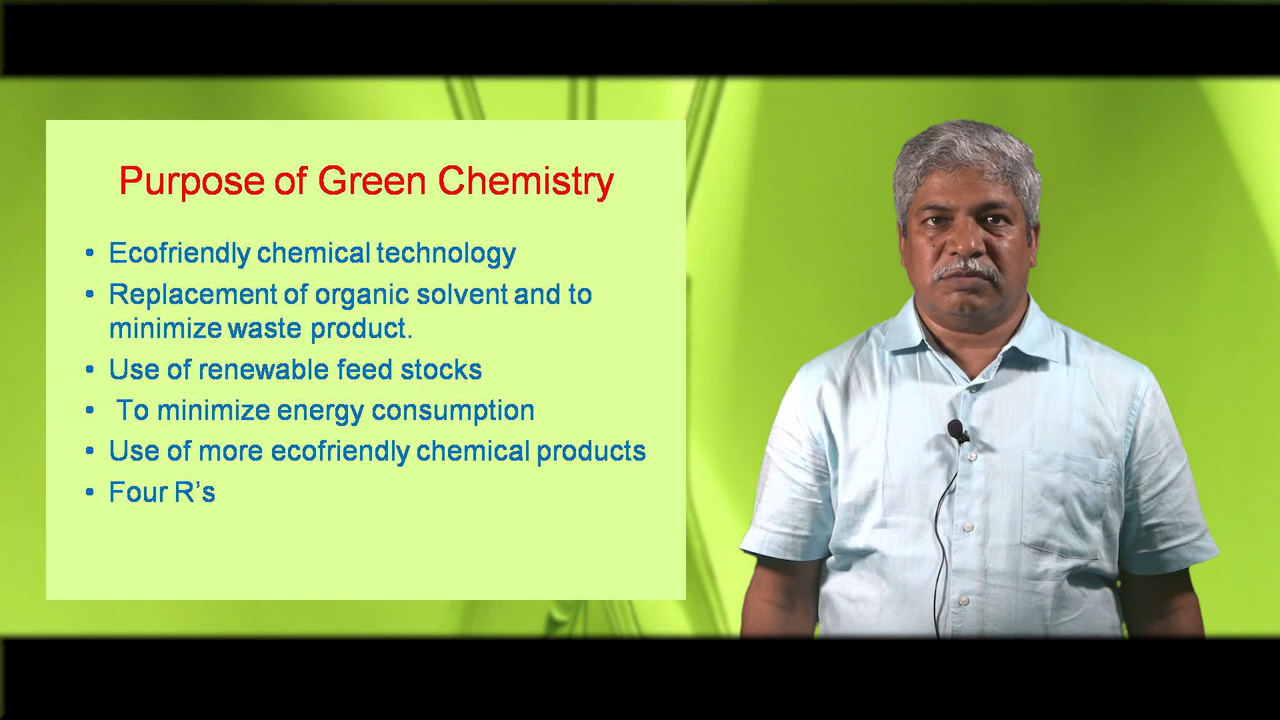 Purpose of Green Chemistry
• Ecofriendly chemical technology
• Replacement of organic solvent and to
minimize waste product.
• Use of renewable feed stocks
• To minimize energy consumption
• Use of more ecofriendly chemical products
• Four R’s